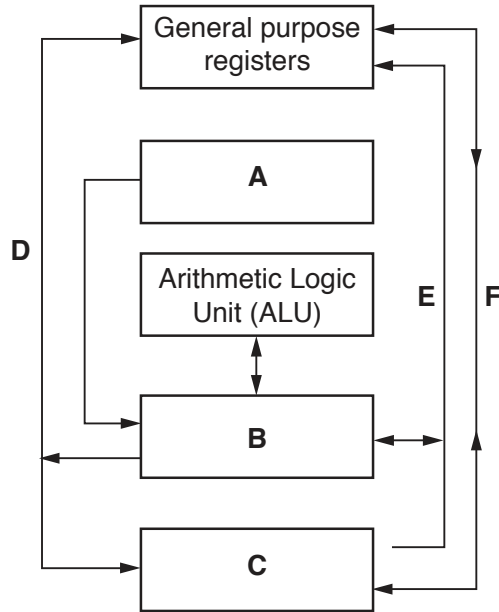 General purpose
registers
A
D
Arithmetic Logic
Unit (ALU)
E
F
B
C